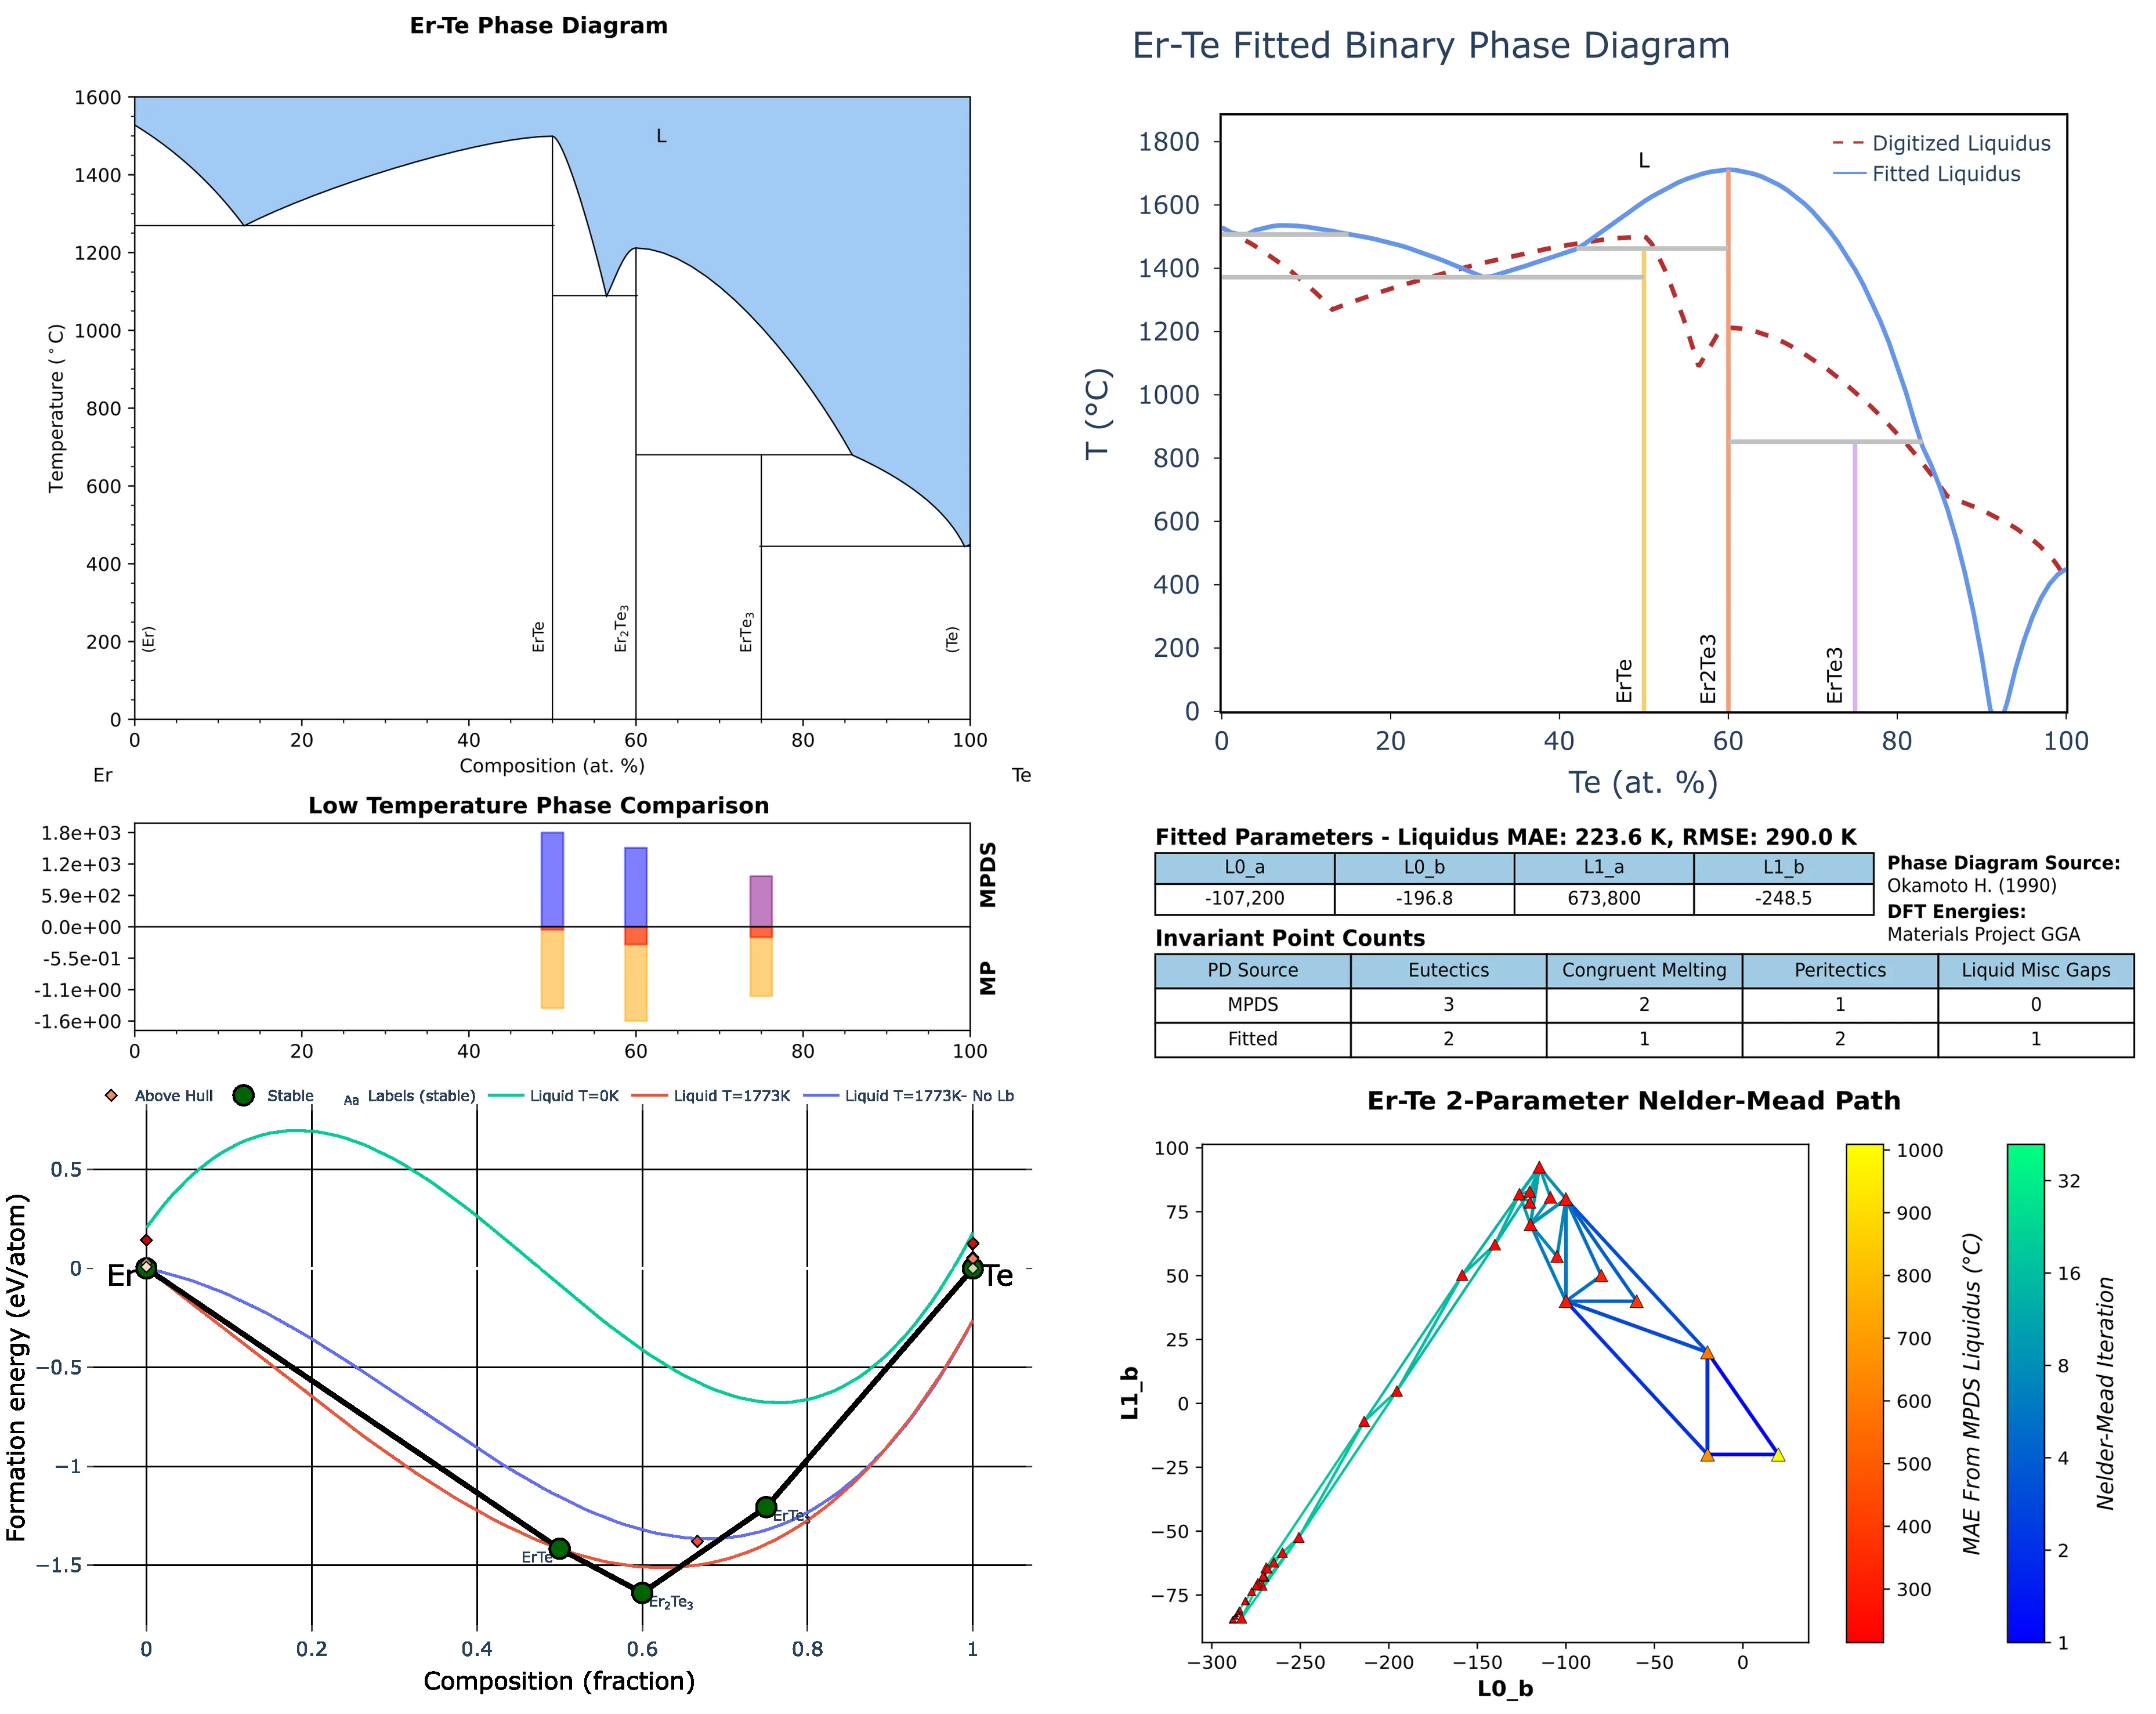 Er-Te Phase Diagram
1600
1400
1200
1000
800
600
400
200
0
Temperature (°C)
L
(Er)
ErTe
Er2Te3
ErTe3
(Te)
0 20 40 60 80 100
Composition (at. %)
Er Te
Er-Te Fitted Binary Phase Diagram
1800
1600
1400
1200
1000
800
600
400
200
0
T (°C)
L
Digitized Liquidus
Fitted Liquidus
ErTe
Er2Te3
ErTe3
0 20 40 60 80 100
Te (at. %)
Low Temperature Phase Comparison
1.8e+03
1.2e+03
5.9e+02
0.0e+00
-5.5e-01
-1.1e+00
-1.6e+00
MPDS
MP
0 20 40 60 80 100
Fitted Parameters - Liquidus MAE: 223.6 K, RMSE: 290.0 K
L0_a L0_b L1_a L1_b
-107,200 -196.8 673,800 -248.5
Phase Diagram Source:
Okamoto H. (1990)
DFT Energies:
Materials Project GGA
Invariant Point Counts
PD Source Eutectics Congruent Melting Peritectics Liquid Misc Gaps
MPDS 3 2 1 0
Fitted 2 1 2 1
Above Hull Stable Aa Labels (stable) Liquid T=0K Liquid T=1773K Liquid T=1773K- No Lb
0.5
0
−0.5
−1
−1.5
Formation energy (eV/atom)
Er
Te
ErTe
Er2Te3
ErTe3
0 0.2 0.4 0.6 0.8 1
Composition (fraction)
Er-Te 2-Parameter Nelder-Mead Path
100
75
50
25
0
−25
−50
−75
L1_b
−300 −250 −200 −150 −100 −50 0
L0_b
1000
900
800
700
600
500
400
300
MAE From MPDS Liquidus (°C)
32
16
8
4
2
1
Nelder-Mead Iteration